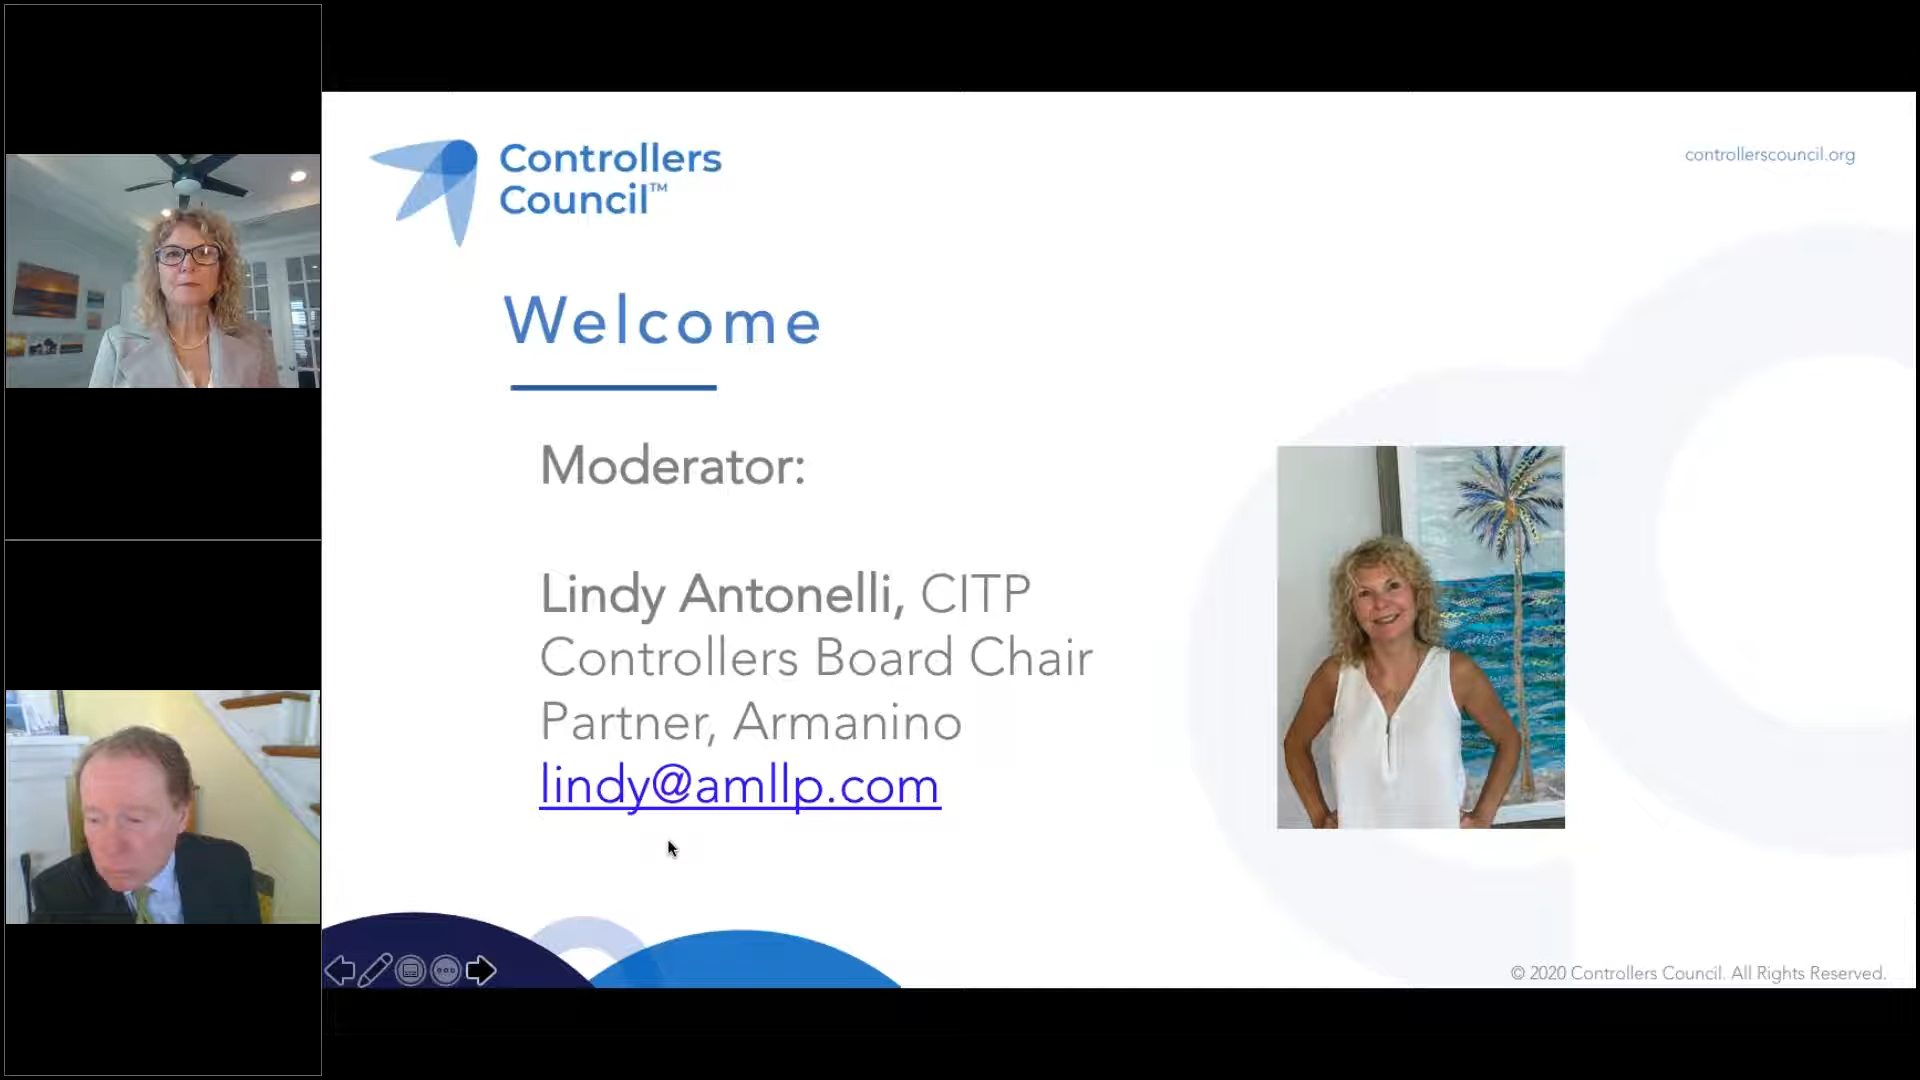 Controllers
Council™
controllerscouncil.org
Welcome
Moderator:
Lindy Antonelli, CITP
Controllers Board Chair
Partner, Armanino
lindy@amllp.com
© 2020 Controllers Council. All Rights Reserved.